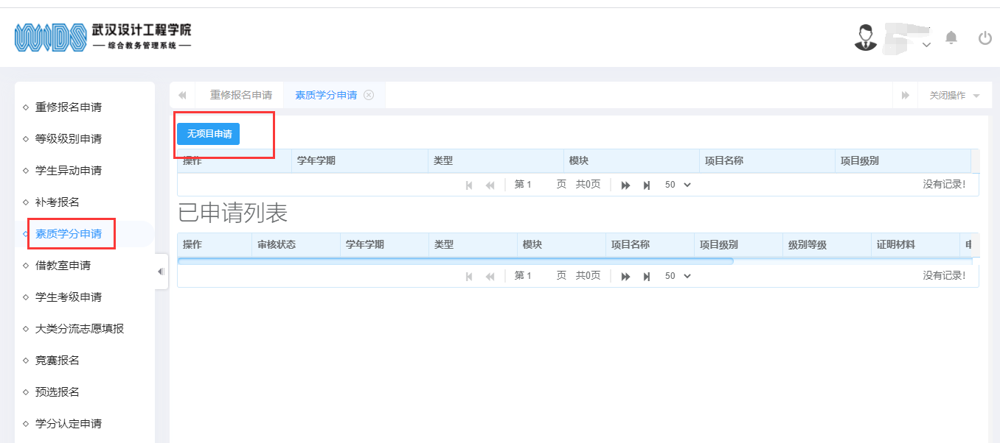 武汉设计工程学院
综合教务管理系统
重修报名申请
等级级别申请
学生异动申请
补考报名
素质学分申请
借教室申请
学生考级申请
大类分流志愿填报
竞赛报名
预选报名
学分认定申请
重修报名申请 素质学分申请 关闭操作
无项目申请
操作 学年学期 类型 模块 项目名称 项目级别
第 1 页 共0页 50 没有记录!
已申请列表
操作 审核状态 学年学期 类型 模块 项目名称 项目级别 级别等级 证明材料
第 1 页 共0页 50 没有记录!